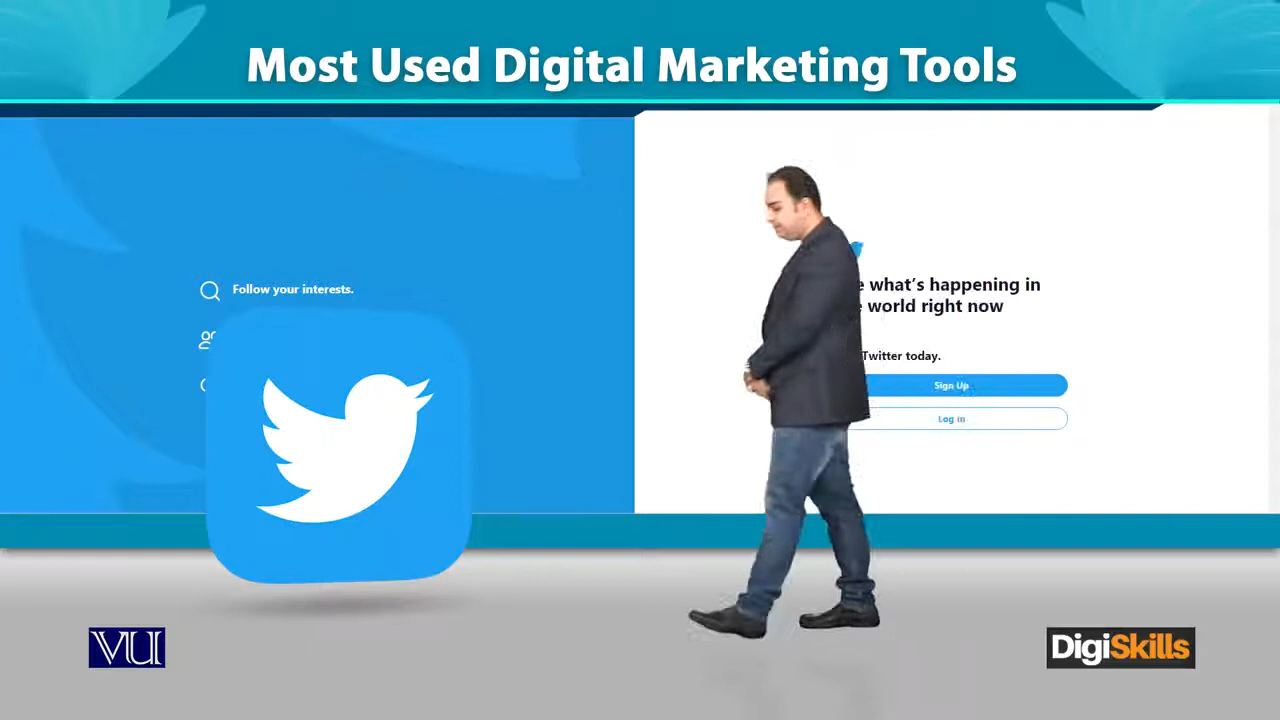 Most Used Digital Marketing Tools
Follow your interests.
what's happening in
world right now
Twitter today.
Sign Up
Log in
VU
DigiSkills